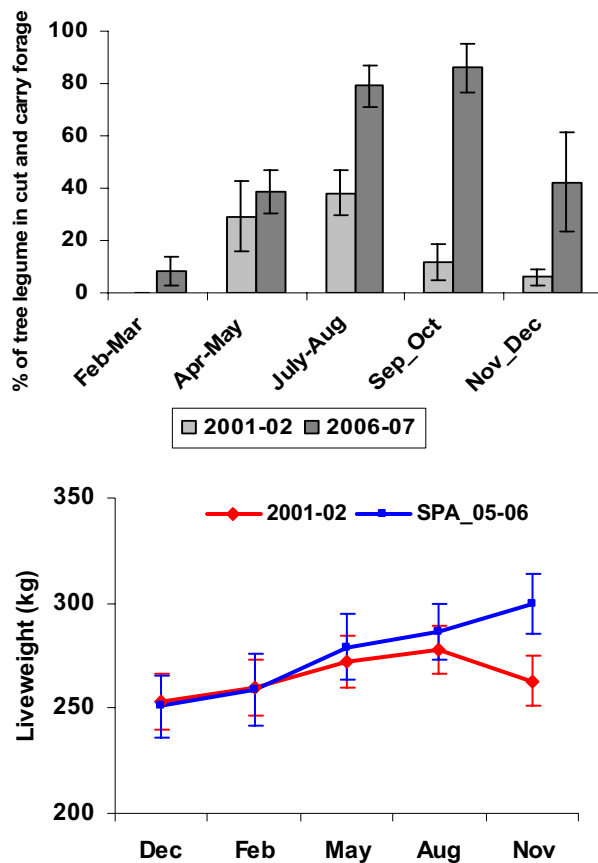 % of tree legume in cut and carry forage
100
80
60
40
20
0
Feb-Mar
Apr-May
July-Aug
Sep_Oct
Nov_Dec
2001-02 2006-07
Liveweight (kg)
350
300
250
200
2001-02 SPA_05-06
Dec Feb May Aug Nov